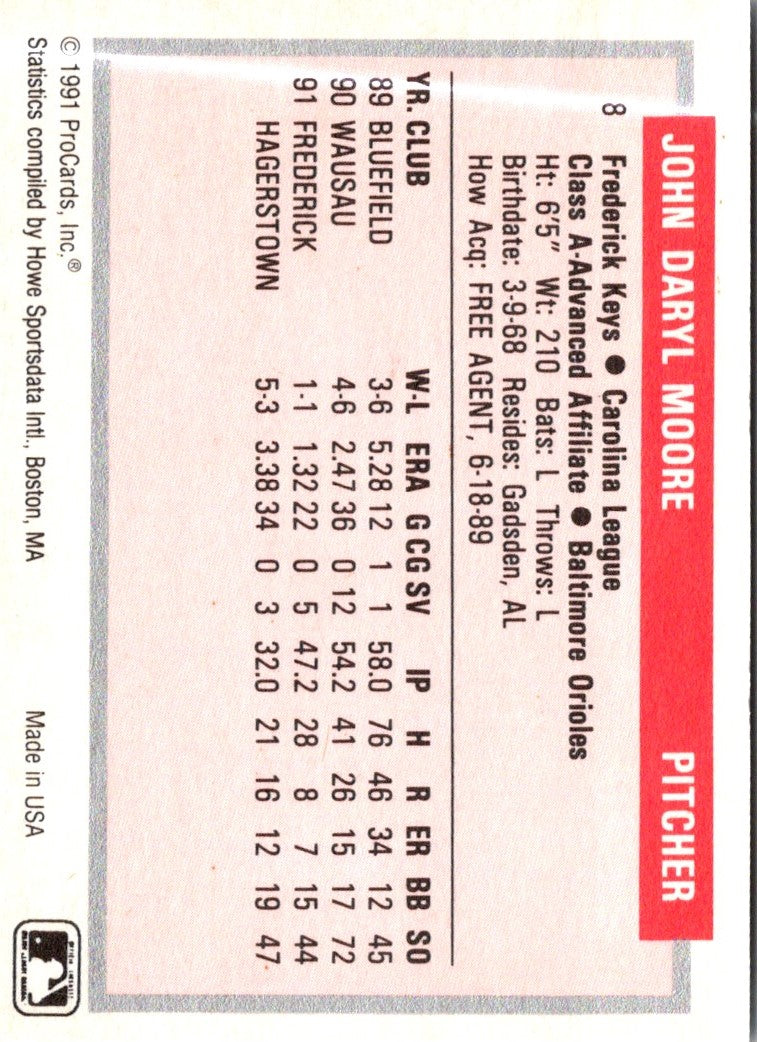 JOHN DARYL MOORE PITCHER
8 Frederick Keys ● Carolina League
Class A-Advanced Affiliate ● Baltimore Orioles
Ht: 6'5" Wt: 210 Bats: L Throws: L
Birthdate: 3-9-68 Resides: Gadsden, AL
How Acq: FREE AGENT, 6-18-89
YR. CLUB W-L ERA G CG SV IP H R ER BB SO
89 BLUEFIELD 3-6 5.28 12 1 1 58.0 76 46 34 12 45
90 WAUSAU 4-6 2.47 36 0 12 54.2 41 26 15 17 72
91 FREDERICK 1-1 1.32 22 0 5 47.2 28 8 7 15 44
HAGERSTOWN 5-3 3.38 34 0 3 32.0 21 16 12 19 47
© 1991 ProCards, Inc.®
Statistics compiled by Howe Sportsdata Intl., Boston, MA Made in USA